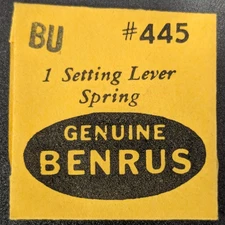 BU #445
1 Setting Lever
Spring
GENUINE
BENRUS